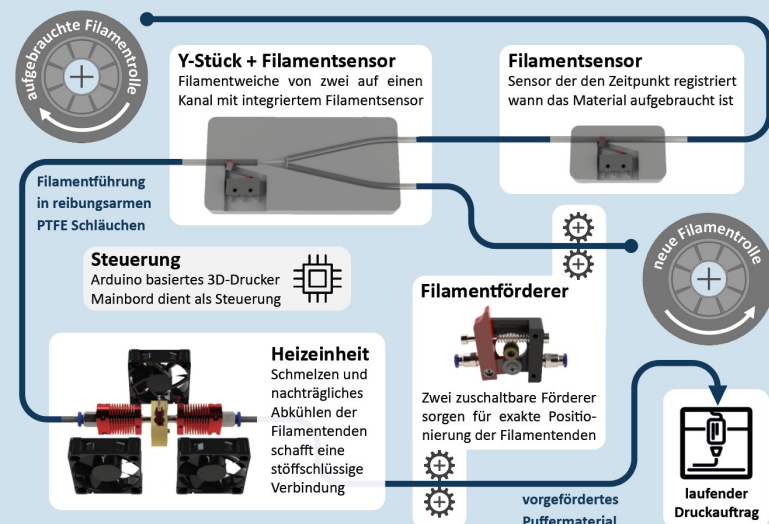 aufgebrauchte Filamentrolle
Y-Stück + Filamentsensor
Filamentweiche von zwei auf einen
Kanal mit integriertem Filamentsensor
Filamentsensor
Sensor der den Zeitpunkt registriert
wann das Material aufgebraucht ist
Filamentführung
in reibungsarmen
PTFE Schläuchen
neue Filamentrolle
Steuerung
Arduino basiertes 3D-Drucker
Mainbord dient als Steuerung
Filamentförderer
Zwei zuschaltbare Förderer
sorgen für exakte Positio-
nierung der Filamentenden
Heizeinheit
Schmelzen und
nachträgliches
Abkühlen der
Filamentenden
schafft eine
stöffschlüssige
Verbindung
vorgefördertes
Puffermaterial
laufender
Druckauftrag